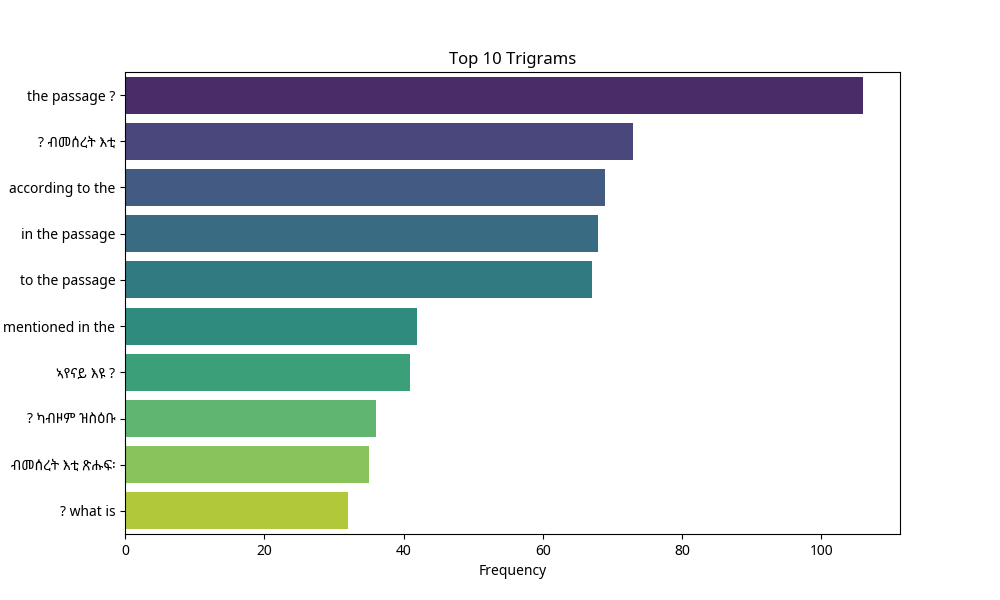 Top 10 Trigrams
the passage ?
? ብመሰረት እቲ
according to the
in the passage
to the passage
mentioned in the
ኣየናይ እዩ ?
? ካብዞም ዝስዕቡ
ብመሰረት እቲ ጽሑፍ፡
? what is
0 20 40 60 80 100
Frequency